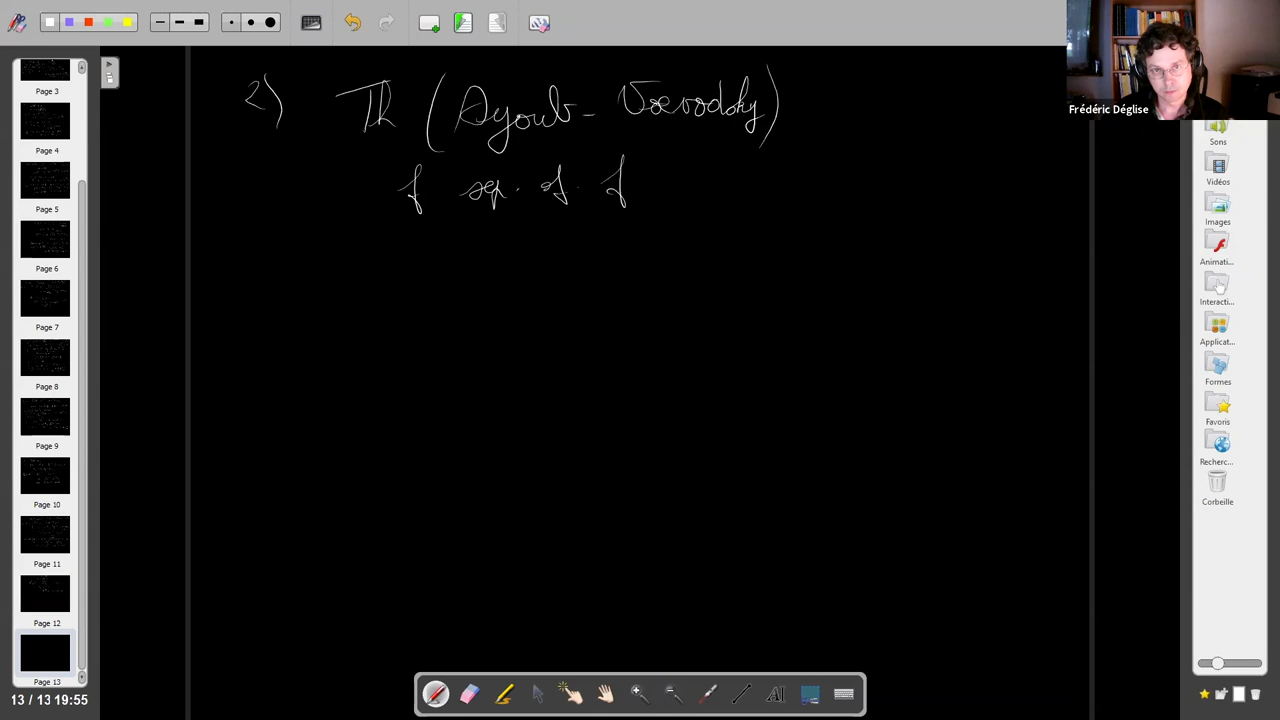 Frédéric Déglise
2) Th (Ayoub - Voevodsky)
f sep. of. f
Page 3
Page 4
Page 5
Page 6
Page 7
Page 8
Page 9
Page 10
Page 11
Page 12
Page 13
13 / 13 19:55
Sons
Vidéos
Images
Animati...
Interacti...
Applicat...
Formes
Favoris
Recherc...
Corbeille
AI